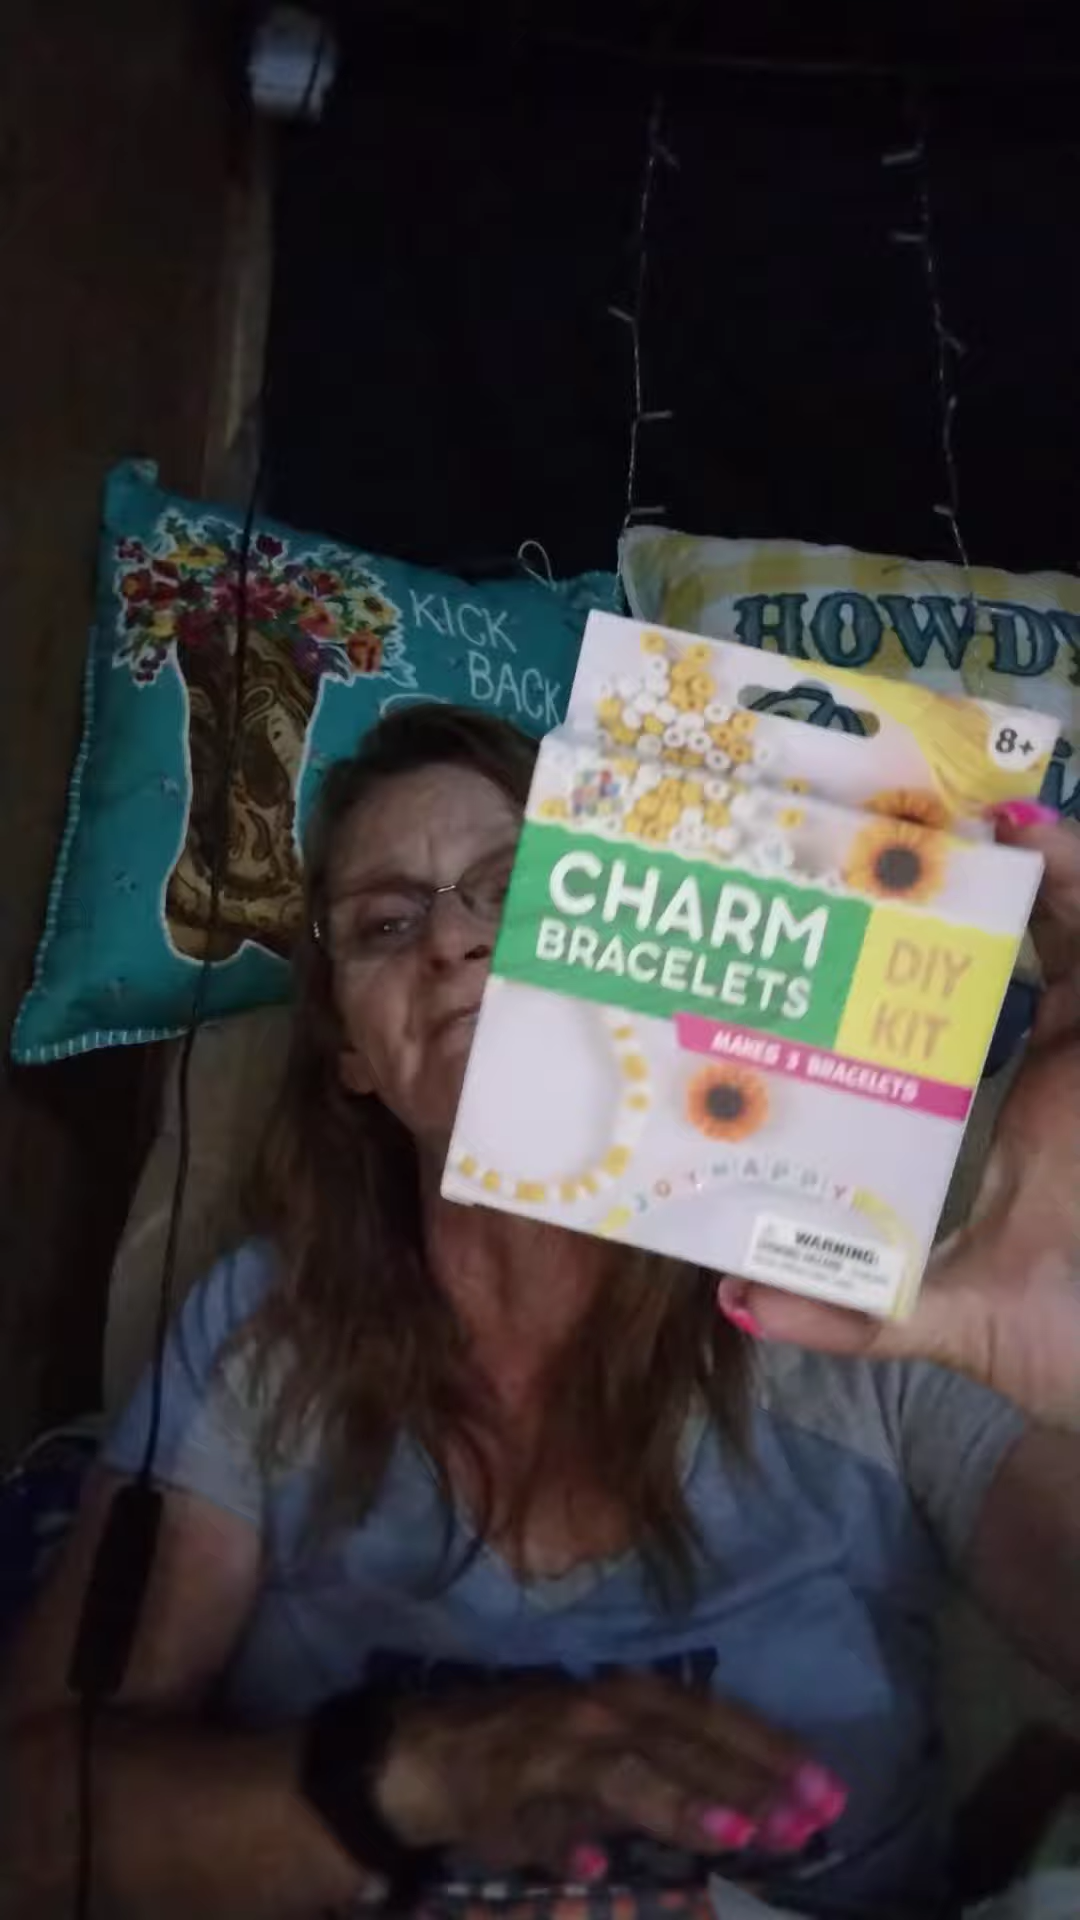 KICK
BACK
HOWDY
8+
CHARM
BRACELETS
DIY
KIT
MAKES 3 BRACELETS
JOY HAPPY
WARNING: